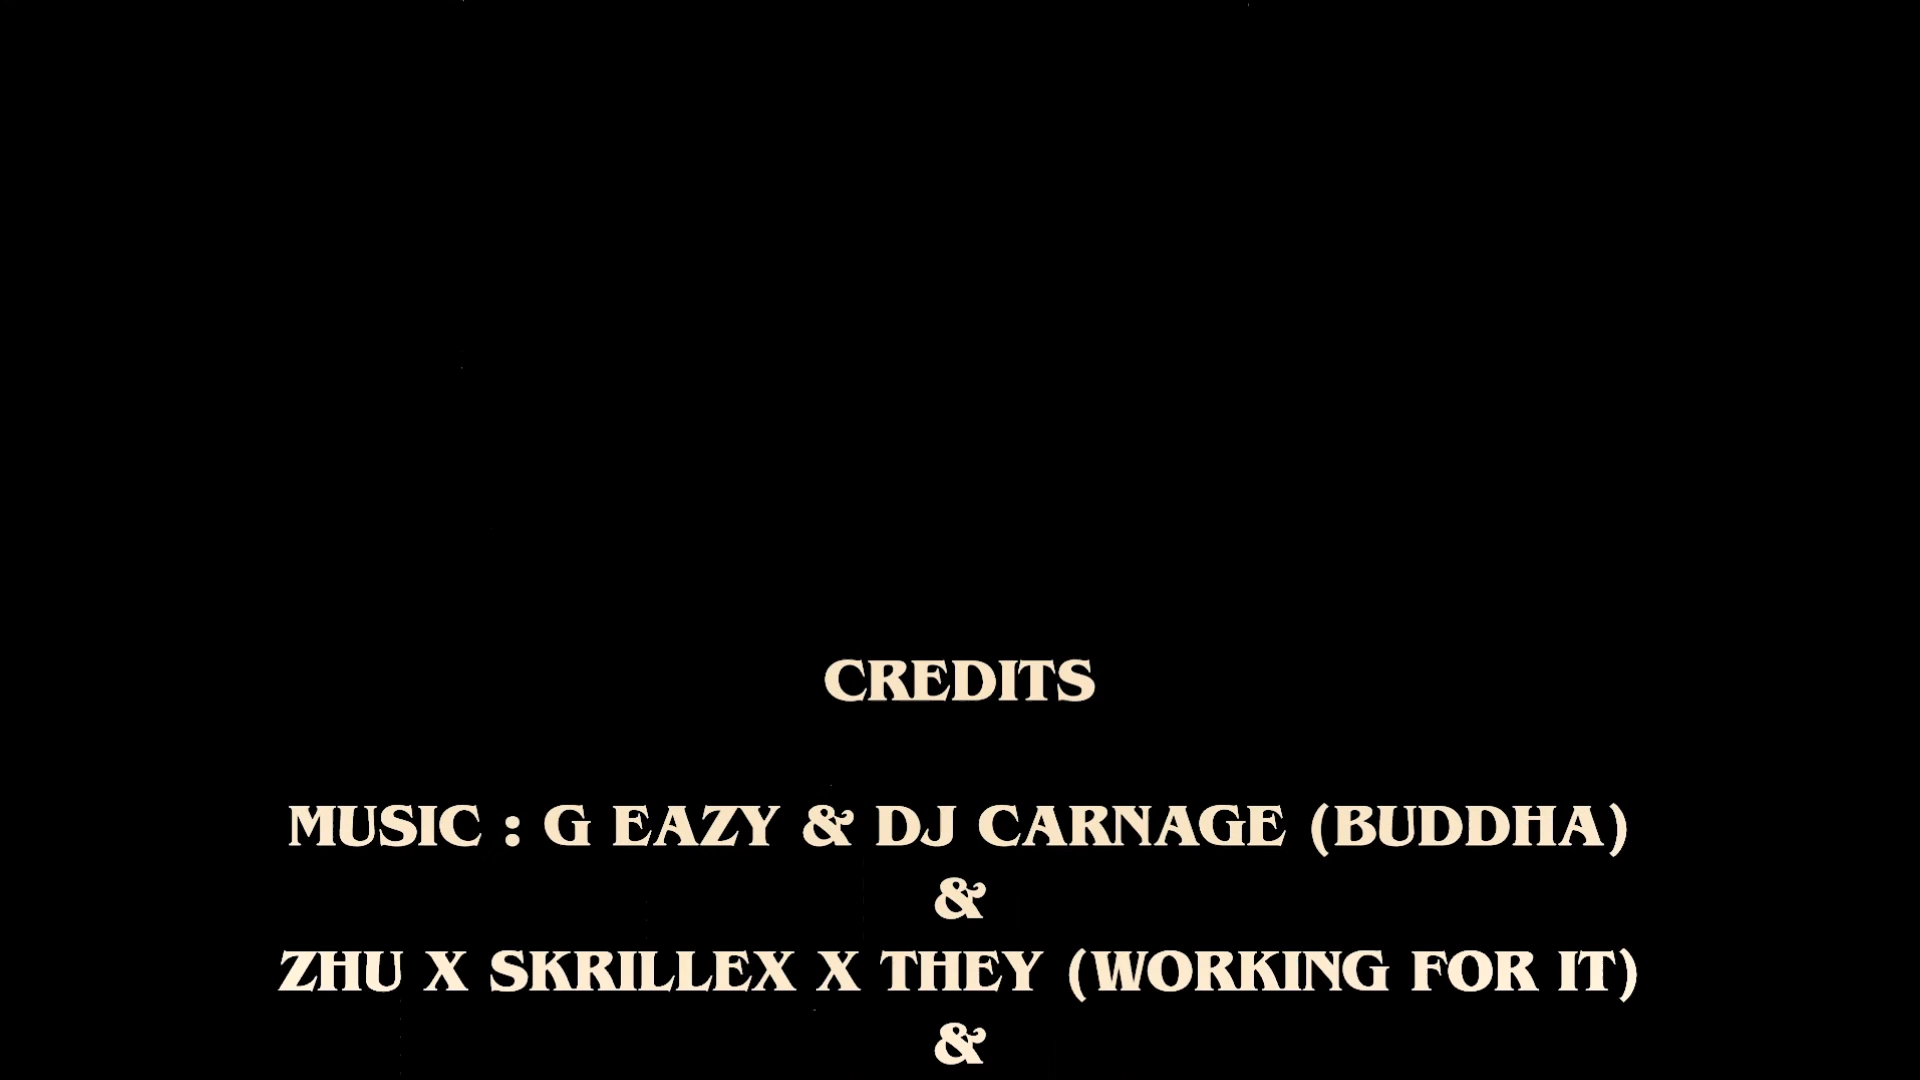 CREDITS
MUSIC : G EAZY & DJ CARNAGE (BUDDHA)
&
ZHU X SKRILLEX X THEY (WORKING FOR IT)
&